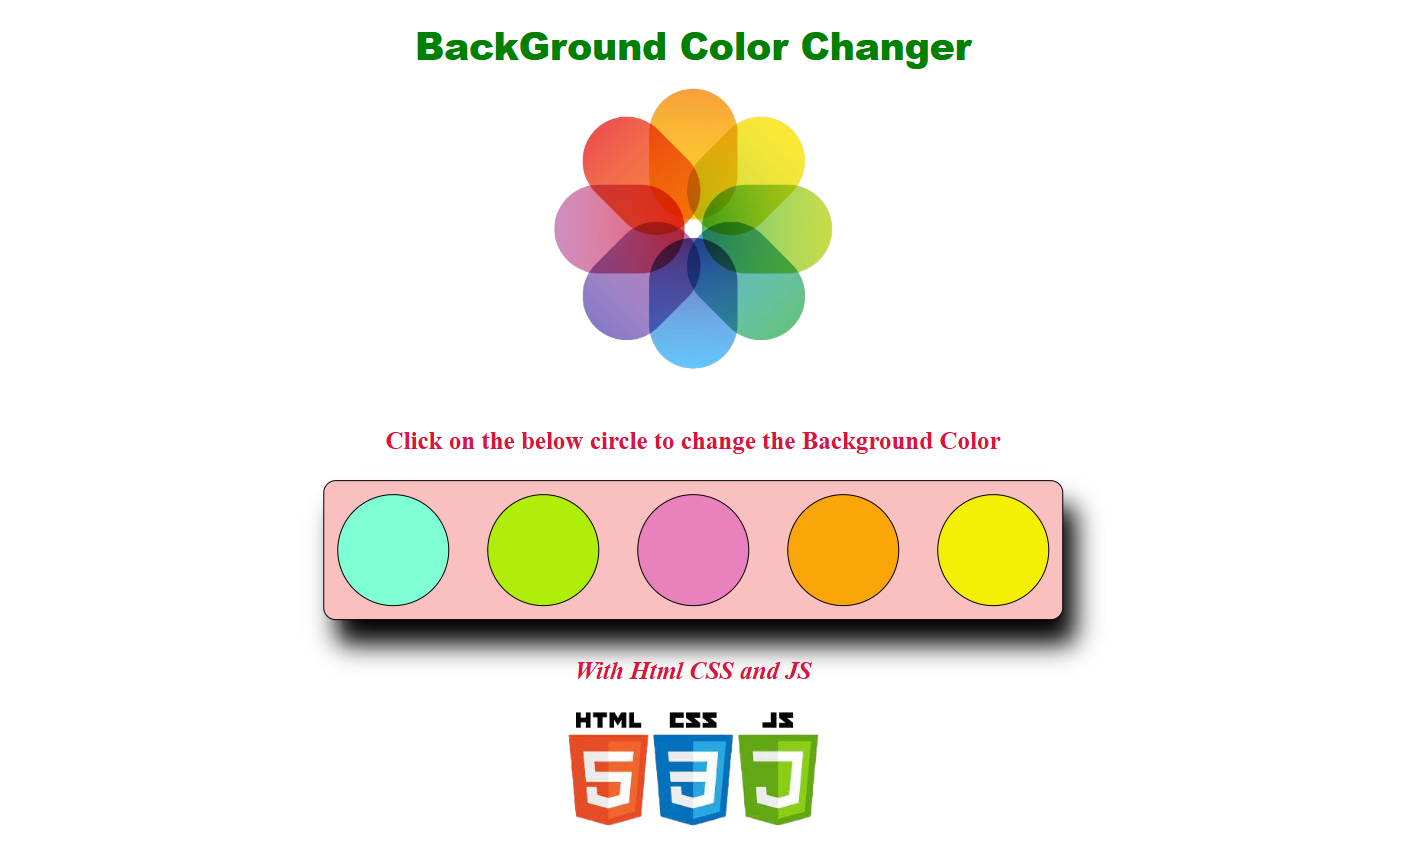 BackGround Color Changer
Click on the below circle to change the Background Color
With Html CSS and JS
HTML CSS JS
5 3 J